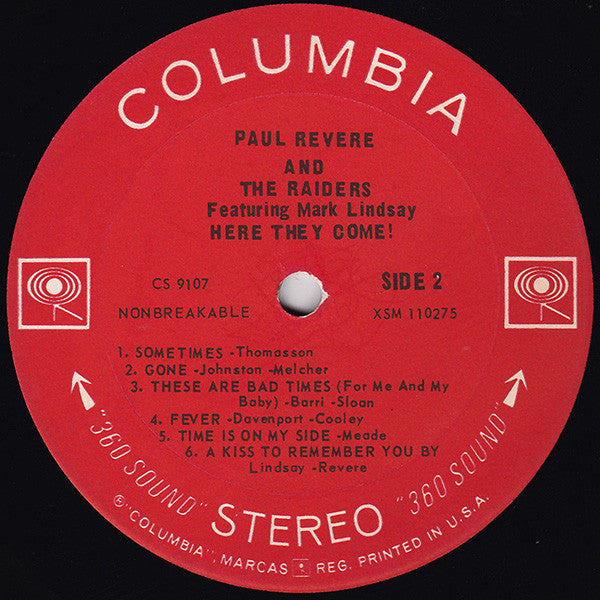 COLUMBIA
PAUL REVERE
AND
THE RAIDERS
Featuring Mark Lindsay
HERE THEY COME!
CS 9107
SIDE 2
NONBREAKABLE
XSM 110275
1. SOMETIMES -Thomasson
2. GONE -Johnston -Melcher
3. THESE ARE BAD TIMES (For Me And My
Baby) -Barri -Sloan
4. FEVER -Davenport -Cooley
5. TIME IS ON MY SIDE -Meade
6. A KISS TO REMEMBER YOU BY
Lindsay -Revere
"360 SOUND" STEREO "360 SOUND"
℗"COLUMBIA", MARCAS REG. PRINTED IN U.S.A.